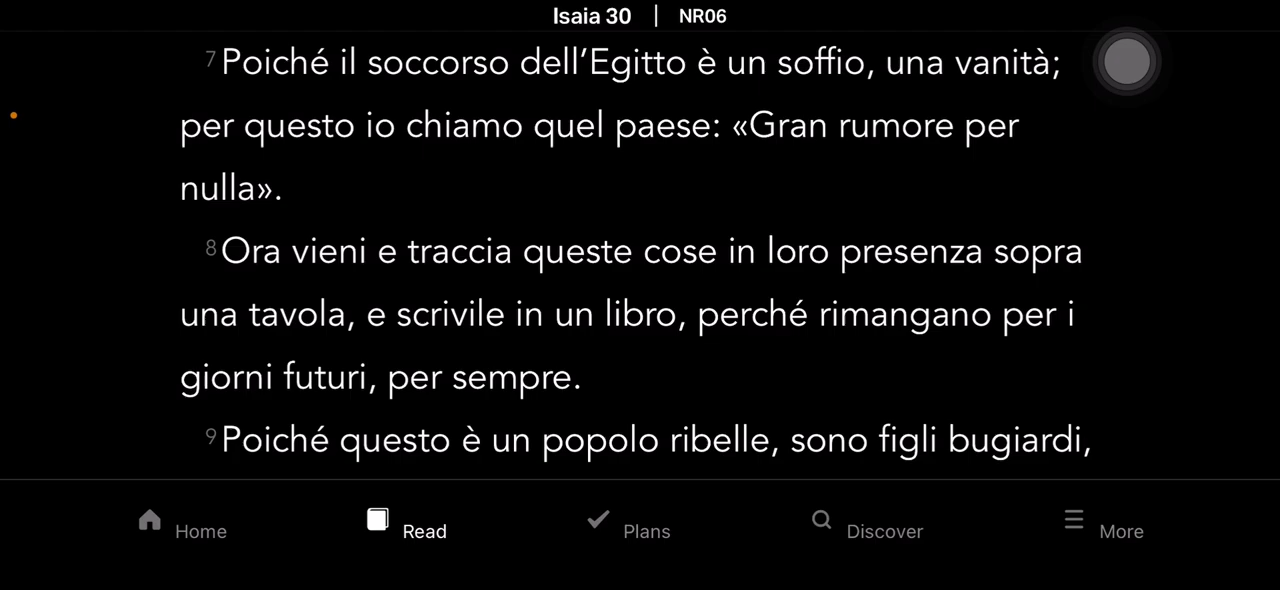 Isaia 30 | NR06
7 Poiché il soccorso dell’Egitto è un soffio, una vanità;
per questo io chiamo quel paese: «Gran rumore per
nulla».
8 Ora vieni e traccia queste cose in loro presenza sopra
una tavola, e scrivile in un libro, perché rimangano per i
giorni futuri, per sempre.
9 Poiché questo è un popolo ribelle, sono figli bugiardi,
Home Read Plans Discover More